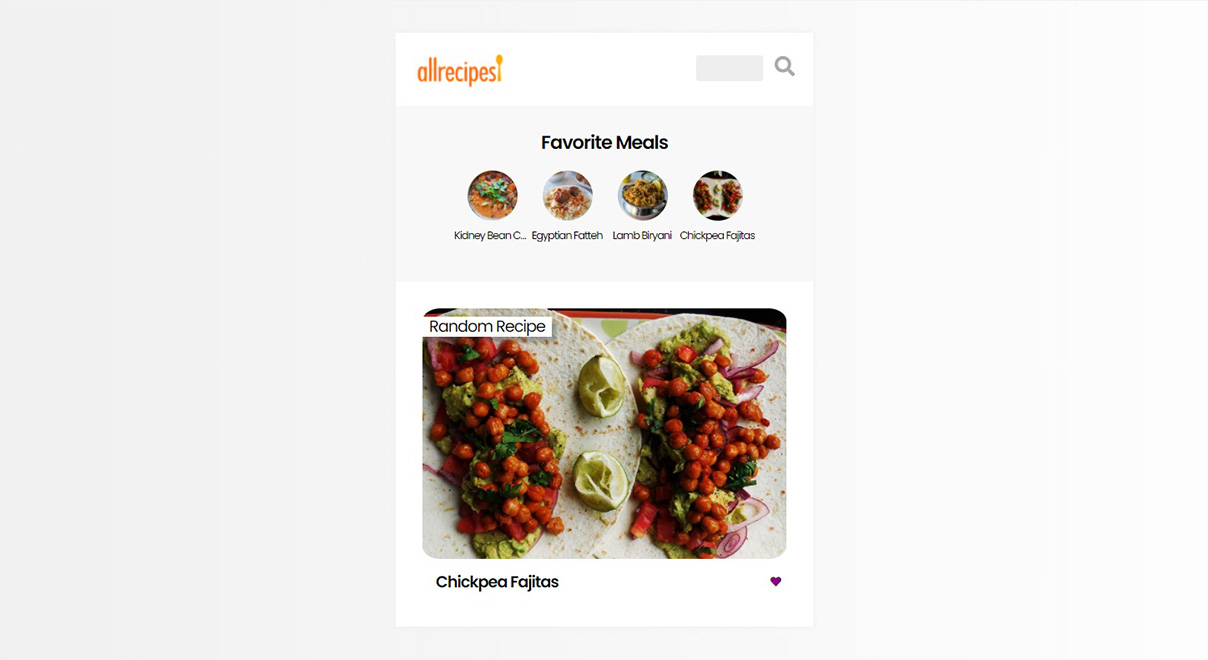 allrecipes
Favorite Meals
Kidney Bean C... Egyptian Fatteh Lamb Biryani Chickpea Fajitas
Random Recipe
Chickpea Fajitas